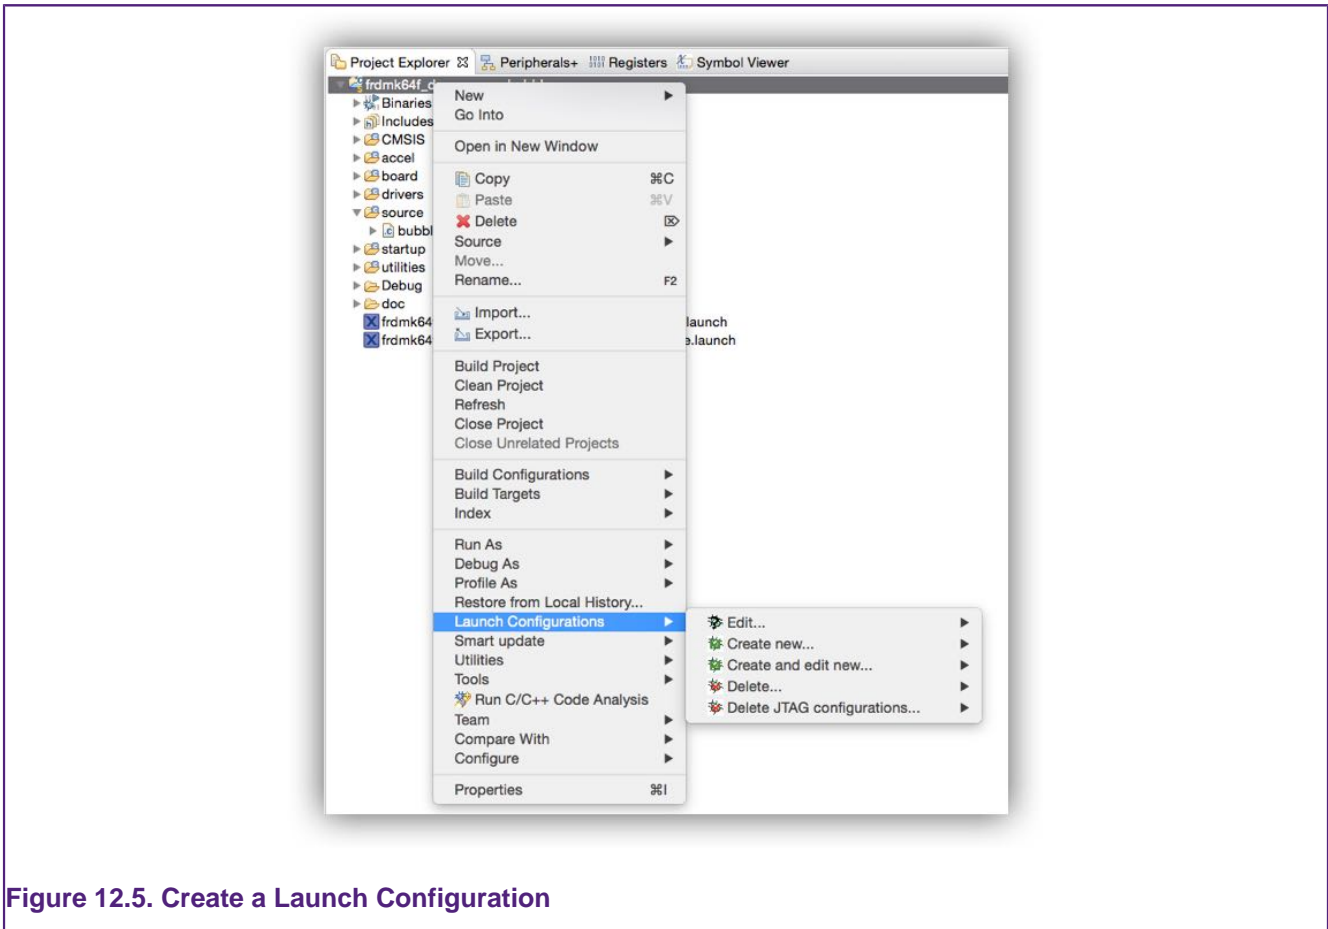 Project Explorer Peripherals+ Registers Symbol Viewer
Binaries
Includes
CMSIS
accel
board
drivers
source
startup
utilities
Debug
doc
frdmk64 launch
frdmk64 e.launch
New
Go Into
Open in New Window
Copy ⌘C
Paste ⌘V
Delete ⌦
Source
Move...
Rename... F2
Import...
Export...
Build Project
Clean Project
Refresh
Close Project
Close Unrelated Projects
Build Configurations
Build Targets
Index
Run As
Debug As
Profile As
Restore from Local History...
Launch Configurations
Smart update
Utilities
Tools
Run C/C++ Code Analysis
Team
Compare With
Configure
Properties ⌘I
Edit...
Create new...
Create and edit new...
Delete...
Delete JTAG configurations...
Figure 12.5. Create a Launch Configuration